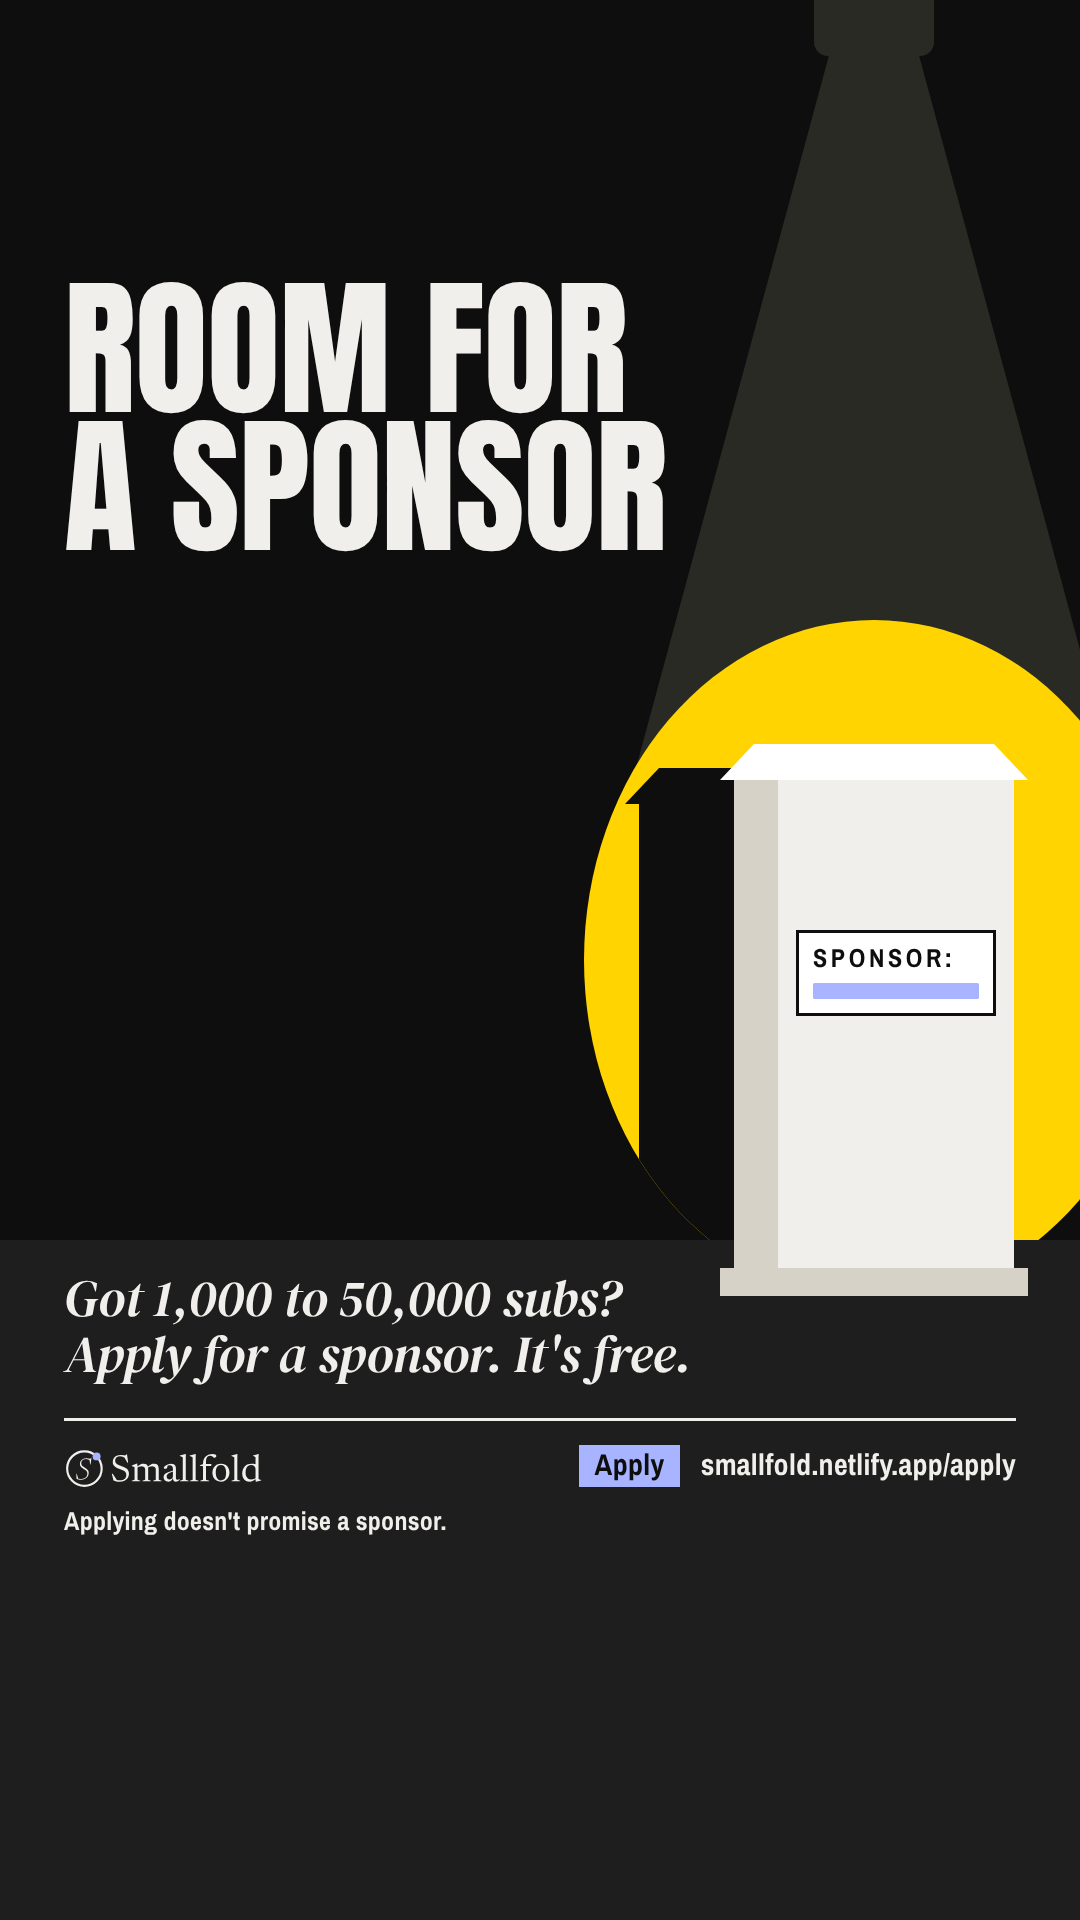 ROOM FOR
A SPONSOR
SPONSOR:
Got 1,000 to 50,000 subs?
Apply for a sponsor. It's free.
S Smallfold
Apply smallfold.netlify.app/apply
Applying doesn't promise a sponsor.